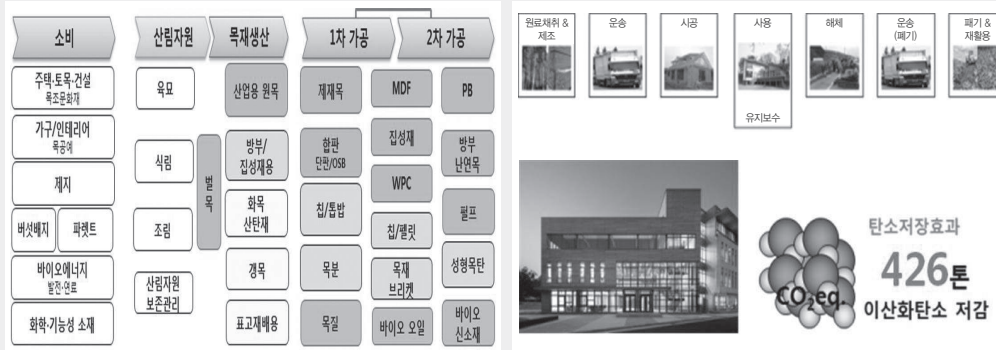 소비
산림자원
목재생산
1차 가공
2차 가공
주택·토목·건설
목조문화재
가구/인테리어
목공예
제지
버섯배지
파켓트
바이오에너지
발전·연료
화학·기능성 소재
육묘
식림
조림
산림자원
보존관리
벌
목
산업용 원목
방부/
집성재용
화목
산탄재
갱목
표고재배용
제재목
합판
단판/OSB
칩/톱밥
목분
목질
MDF
집성재
WPC
칩/펠릿
목재
브리켓
바이오 오일
PB
방부
난연목
펄프
성형목탄
바이오
신소재
원료채취 &
제조
운송
시공
사용
해체
운송
(폐기)
폐기 &
재활용
유지보수
탄소저장효과
426톤
CO₂eq.
이산화탄소 저감